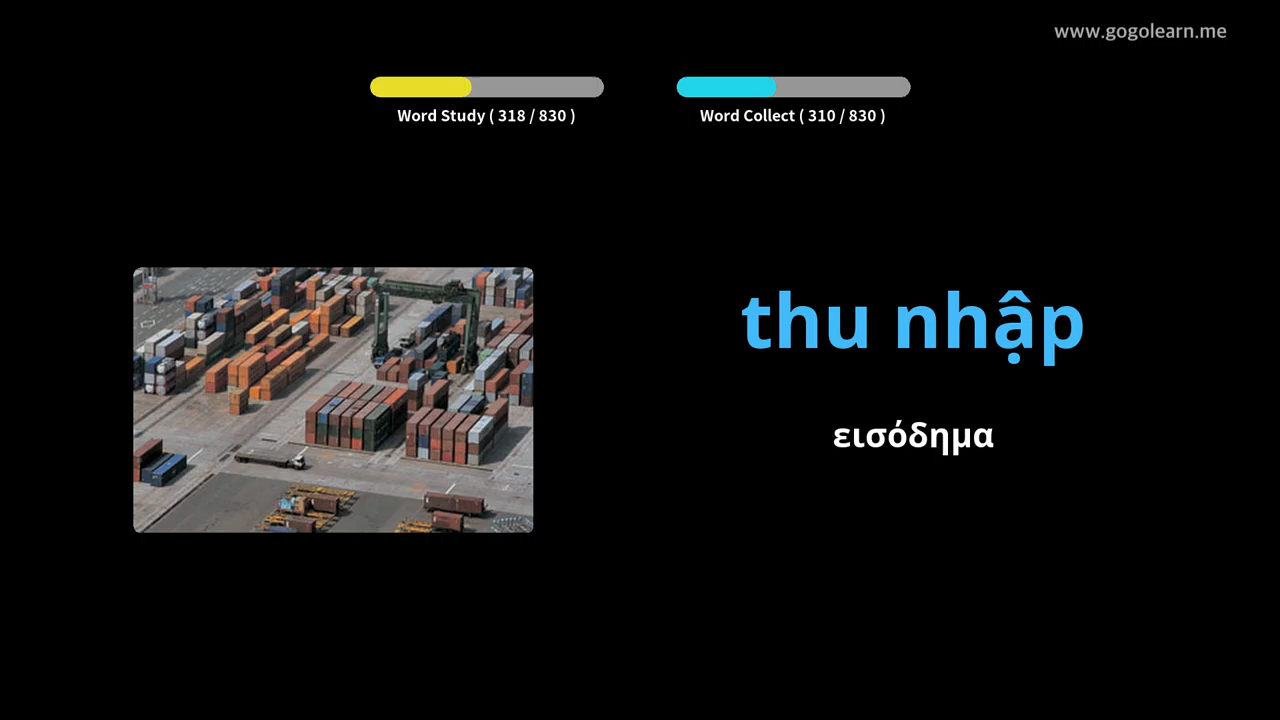 www.gogolearn.me
Word Study ( 318 / 830 )
Word Collect ( 310 / 830 )
thu nhập
εισόδημα